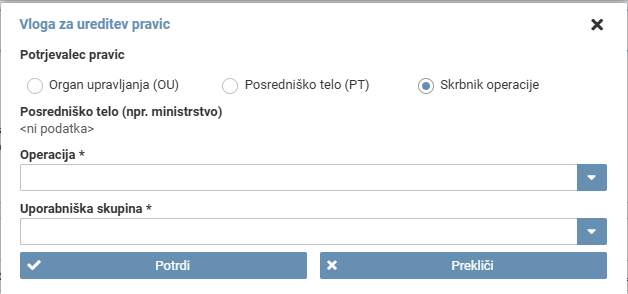 Vloga za ureditev pravic
Potrjevalec pravic
Organ upravljanja (OU) Posredniško telo (PT) Skrbnik operacije
Posredniško telo (npr. ministrstvo)
<ni podatka>
Operacija *
Uporabniška skupina *
Potrdi Prekliči